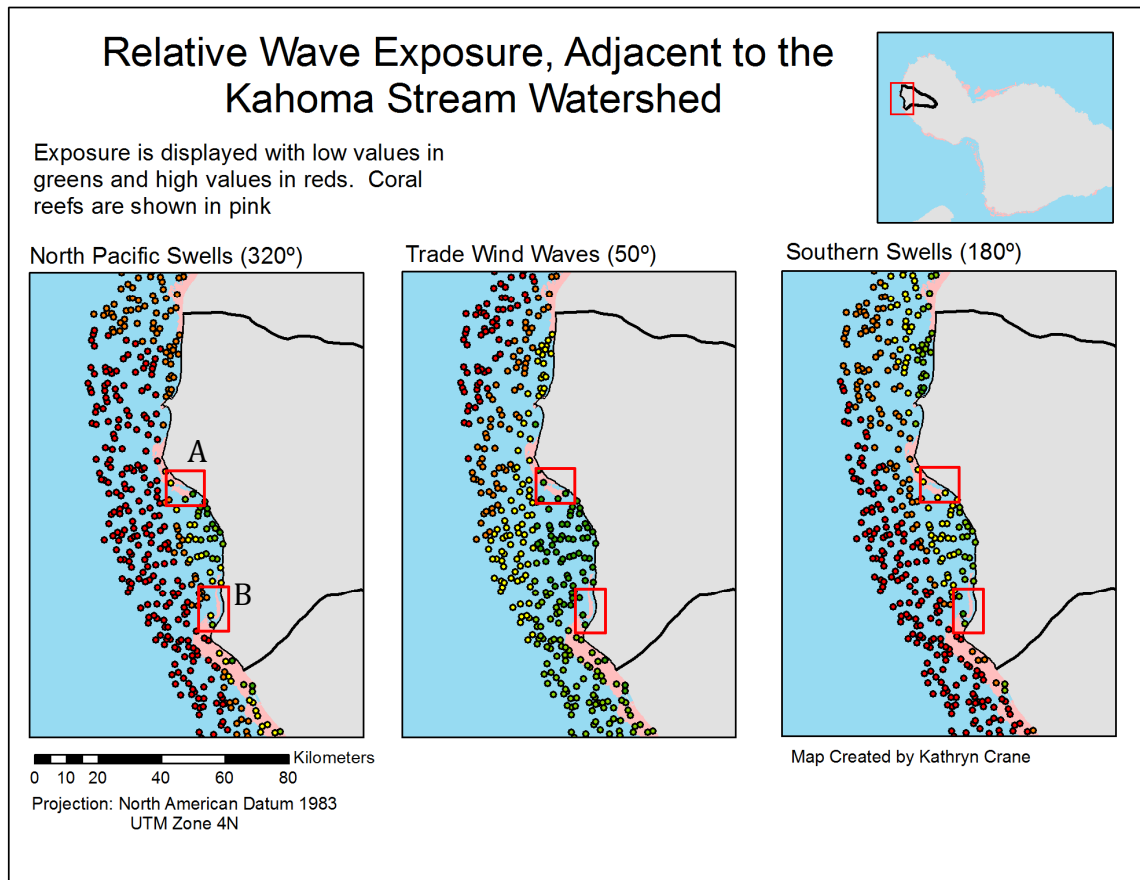 Relative Wave Exposure, Adjacent to the
Kahoma Stream Watershed
Exposure is displayed with low values in
greens and high values in reds.  Coral
reefs are shown in pink
North Pacific Swells (320º)
Trade Wind Waves (50°)
Southern Swells (180°)
A
B
Kilometers
0 10 20 40 60 80
Projection: North American Datum 1983
UTM Zone 4N
Map Created by Kathryn Crane